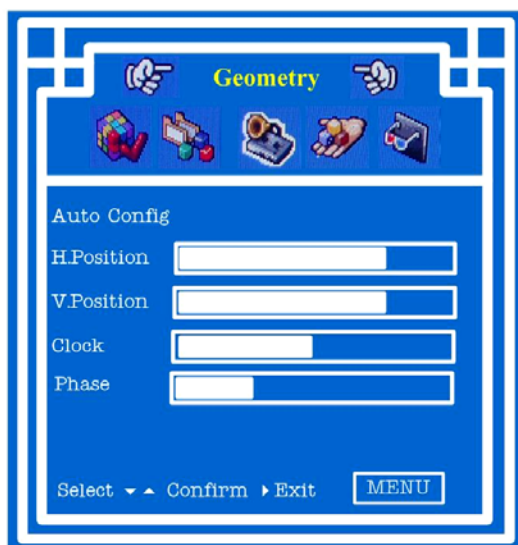 Geometry
Auto Config
H.Position
V.Position
Clock
Phase
Select ▾ ▴ Confirm ▸ Exit MENU